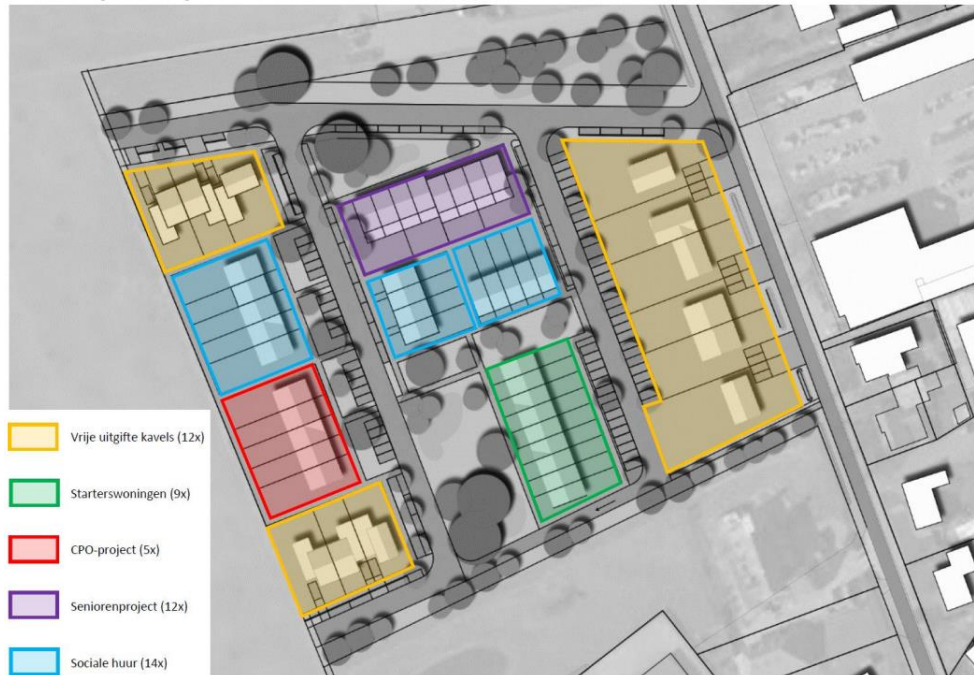 Vrije uitgifte kavels (12x)
Starterswoningen (9x)
CPO-project (5x)
Seniorenproject (12x)
Sociale huur (14x)